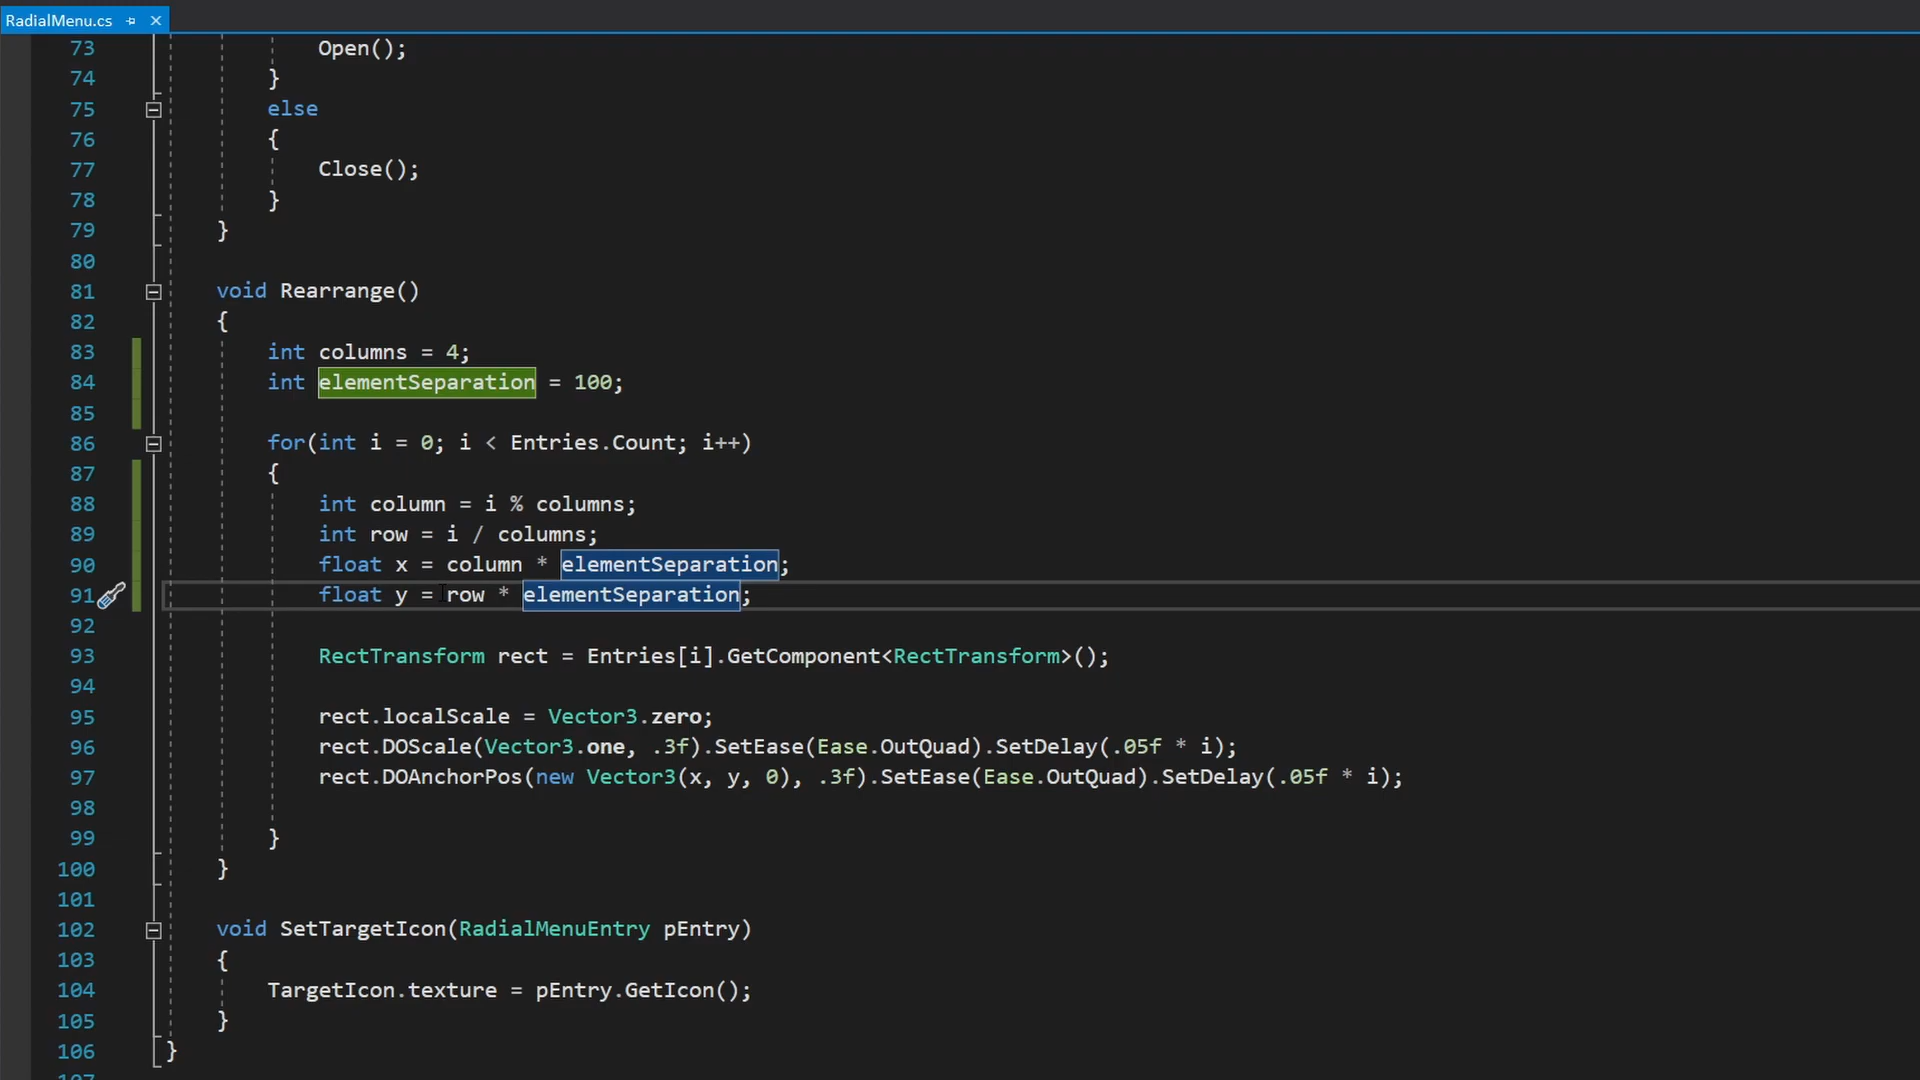 RadialMenu.cs
73 Open();
74 }
75 else
76 {
77 Close();
78 }
79 }
80
81 void Rearrange()
82 {
83 int columns = 4;
84 int elementSeparation = 100;
85
86 for(int i = 0; i < Entries.Count; i++)
87 {
88 int column = i % columns;
89 int row = i / columns;
90 float x = column * elementSeparation;
91 float y = row * elementSeparation;
92
93 RectTransform rect = Entries[i].GetComponent<RectTransform>();
94
95 rect.localScale = Vector3.zero;
96 rect.DOScale(Vector3.one, .3f).SetEase(Ease.OutQuad).SetDelay(.05f * i);
97 rect.DOAnchorPos(new Vector3(x, y, 0), .3f).SetEase(Ease.OutQuad).SetDelay(.05f * i);
98
99 }
100 }
101
102 void SetTargetIcon(RadialMenuEntry pEntry)
103 {
104 TargetIcon.texture = pEntry.GetIcon();
105 }
106 }